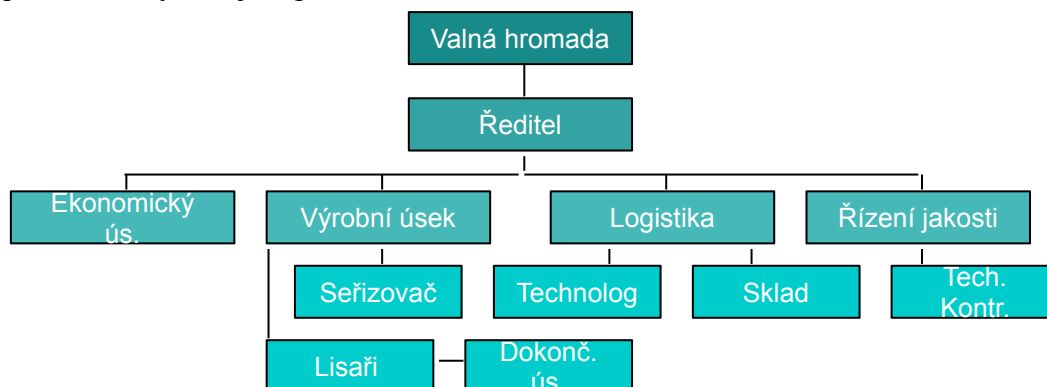 Valná hromada
Ředitel
Ekonomický
ús.
Výrobní úsek
Logistika
Řízení jakosti
Seřizovač
Technolog
Sklad
Tech.
Kontr.
Lisaři
Dokonč.
ús.